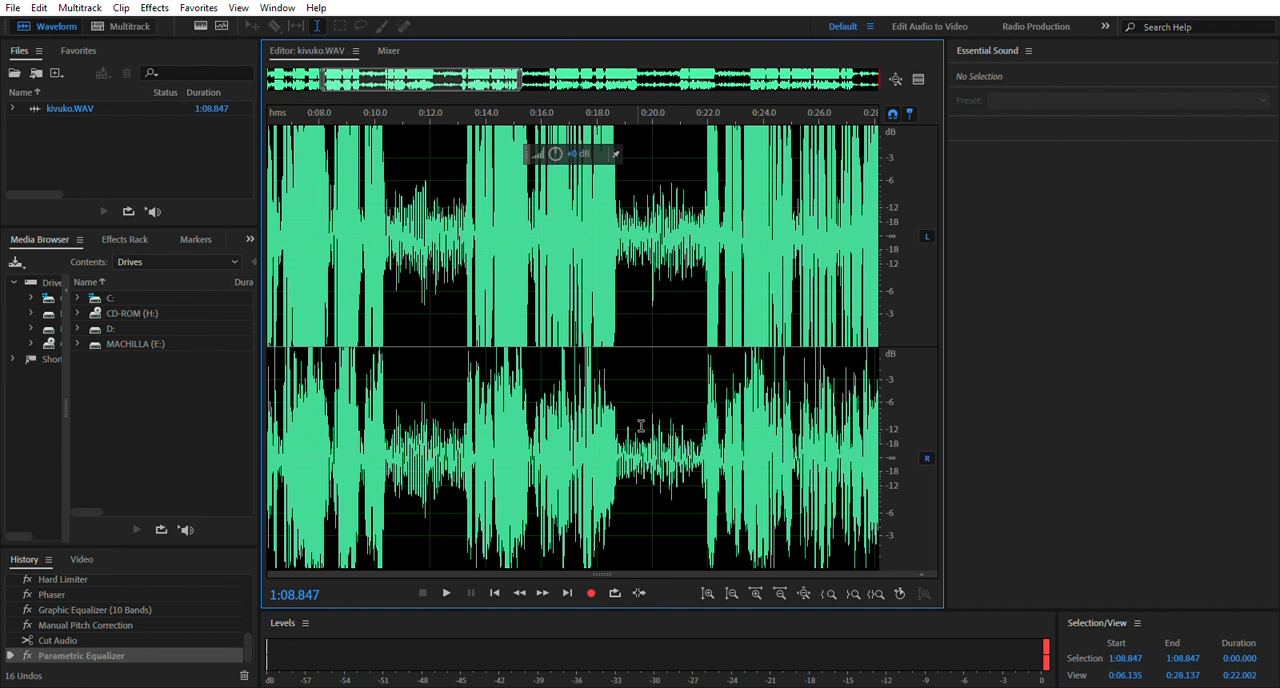 File Edit Multitrack Clip Effects Favorites View Window Help
Waveform Multitrack Default Edit Audio to Video Radio Production Search Help
Files Favorites
Name Status Duration
kivuko.WAV 1:08.847
Media Browser Effects Rack Markers
Contents: Drives
Drive Name Dura
C:
CD-ROM (H:)
D:
MACHILLA (E:)
Short
History Video
Hard Limiter
Phaser
Graphic Equalizer (10 Bands)
Manual Pitch Correction
Cut Audio
Parametric Equalizer
16 Undos
Editor: kivuko.WAV Mixer
hms 0:08.0 0:10.0 0:12.0 0:14.0 0:16.0 0:18.0 0:20.0 0:22.0 0:24.0 0:26.0 0:28
+0 dB
dB
-3
-6
-12
-18
-∞
-18
-12
-6
-3
L
dB
-3
-6
-12
-18
-∞
-18
-12
-6
-3
R
1:08.847
Levels
dB -57 -54 -51 -48 -45 -42 -39 -36 -33 -30 -27 -24 -21 -18 -15 -12 -9 -6 -3 0
Essential Sound
No Selection
Preset:
Selection/View
Start End Duration
Selection 1:08.847 1:08.847 0:00.000
View 0:06.135 0:28.137 0:22.002